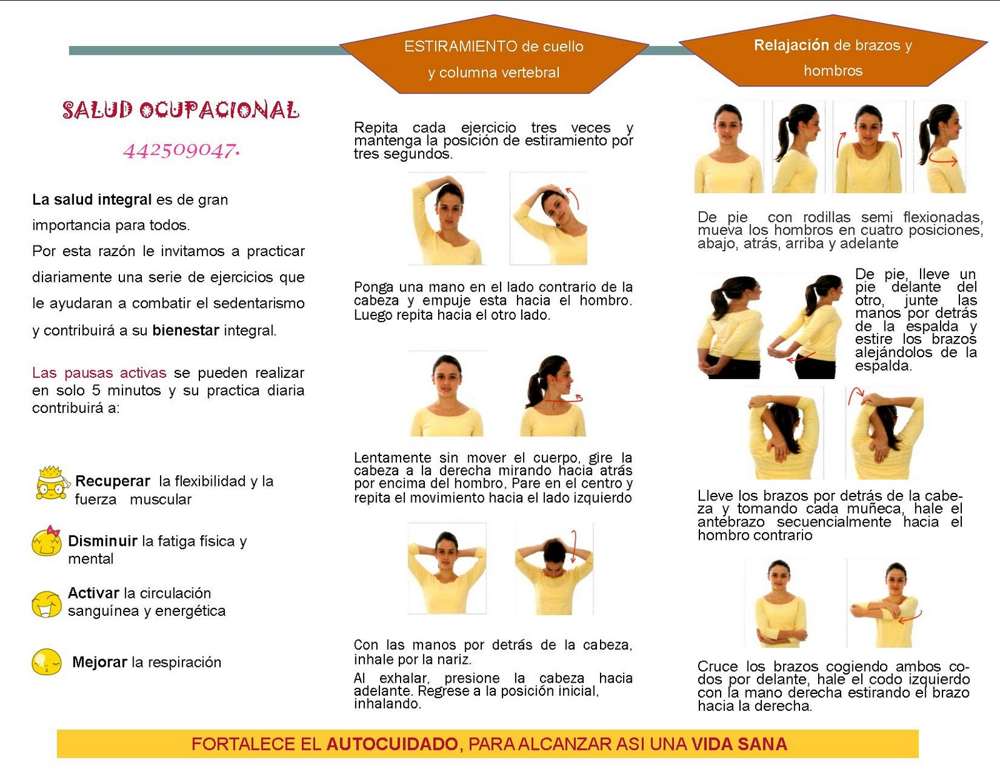 SALUD OCUPACIONAL
442509047.
La salud integral es de gran
importancia para todos.
Por esta razón le invitamos a practicar
diariamente una serie de ejercicios que
le ayudaran a combatir el sedentarismo
y contribuirá a su bienestar integral.
Las pausas activas se pueden realizar
en solo 5 minutos y su practica diaria
contribuirá a:
Recuperar la flexibilidad y la
fuerza muscular
Disminuir la fatiga física y
mental
Activar la circulación
sanguínea y energética
Mejorar la respiración
ESTIRAMIENTO de cuello
y columna vertebral
Repita cada ejercicio tres veces y
mantenga la posición de estiramiento por
tres segundos.
Ponga una mano en el lado contrario de la
cabeza y empuje esta hacia el hombro.
Luego repita hacia el otro lado.
Lentamente sin mover el cuerpo, gire la
cabeza a la derecha mirando hacia atrás
por encima del hombro, Pare en el centro y
repita el movimiento hacia el lado izquierdo
Con las manos por detrás de la cabeza,
inhale por la nariz.
Al exhalar, presione la cabeza hacia
adelante. Regrese a la posición inicial,
inhalando.
Relajación de brazos y
hombros
De pie con rodillas semi flexionadas,
mueva los hombros en cuatro posiciones,
abajo, atrás, arriba y adelante
De pie, lleve un
pie delante del
otro, junte las
manos por detrás
de la espalda y
estire los brazos
alejándolos de la
espalda.
Lleve los brazos por detrás de la cabe-
za y tomando cada muñeca, hale el
antebrazo secuencialmente hacia el
hombro contrario
Cruce los brazos cogiendo ambos co-
dos por delante, hale el codo izquierdo
con la mano derecha estirando el brazo
hacia la derecha.
FORTALECE EL AUTOCUIDADO, PARA ALCANZAR ASI UNA VIDA SANA